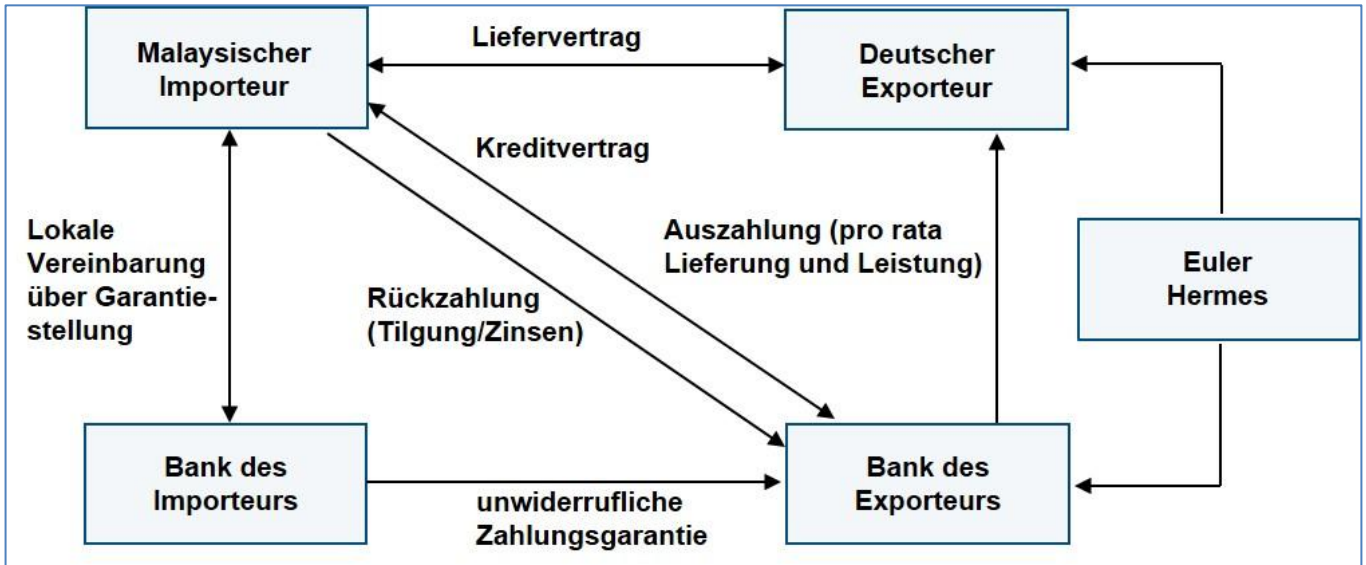 Malaysischer
Importeur
Liefervertrag
Deutscher
Exporteur
Kreditvertrag
Lokale
Vereinbarung
über Garantie-
stellung
Rückzahlung
(Tilgung/Zinsen)
Auszahlung (pro rata
Lieferung und Leistung)
Euler
Hermes
Bank des
Importeurs
unwiderrufliche
Zahlungsgarantie
Bank des
Exporteurs